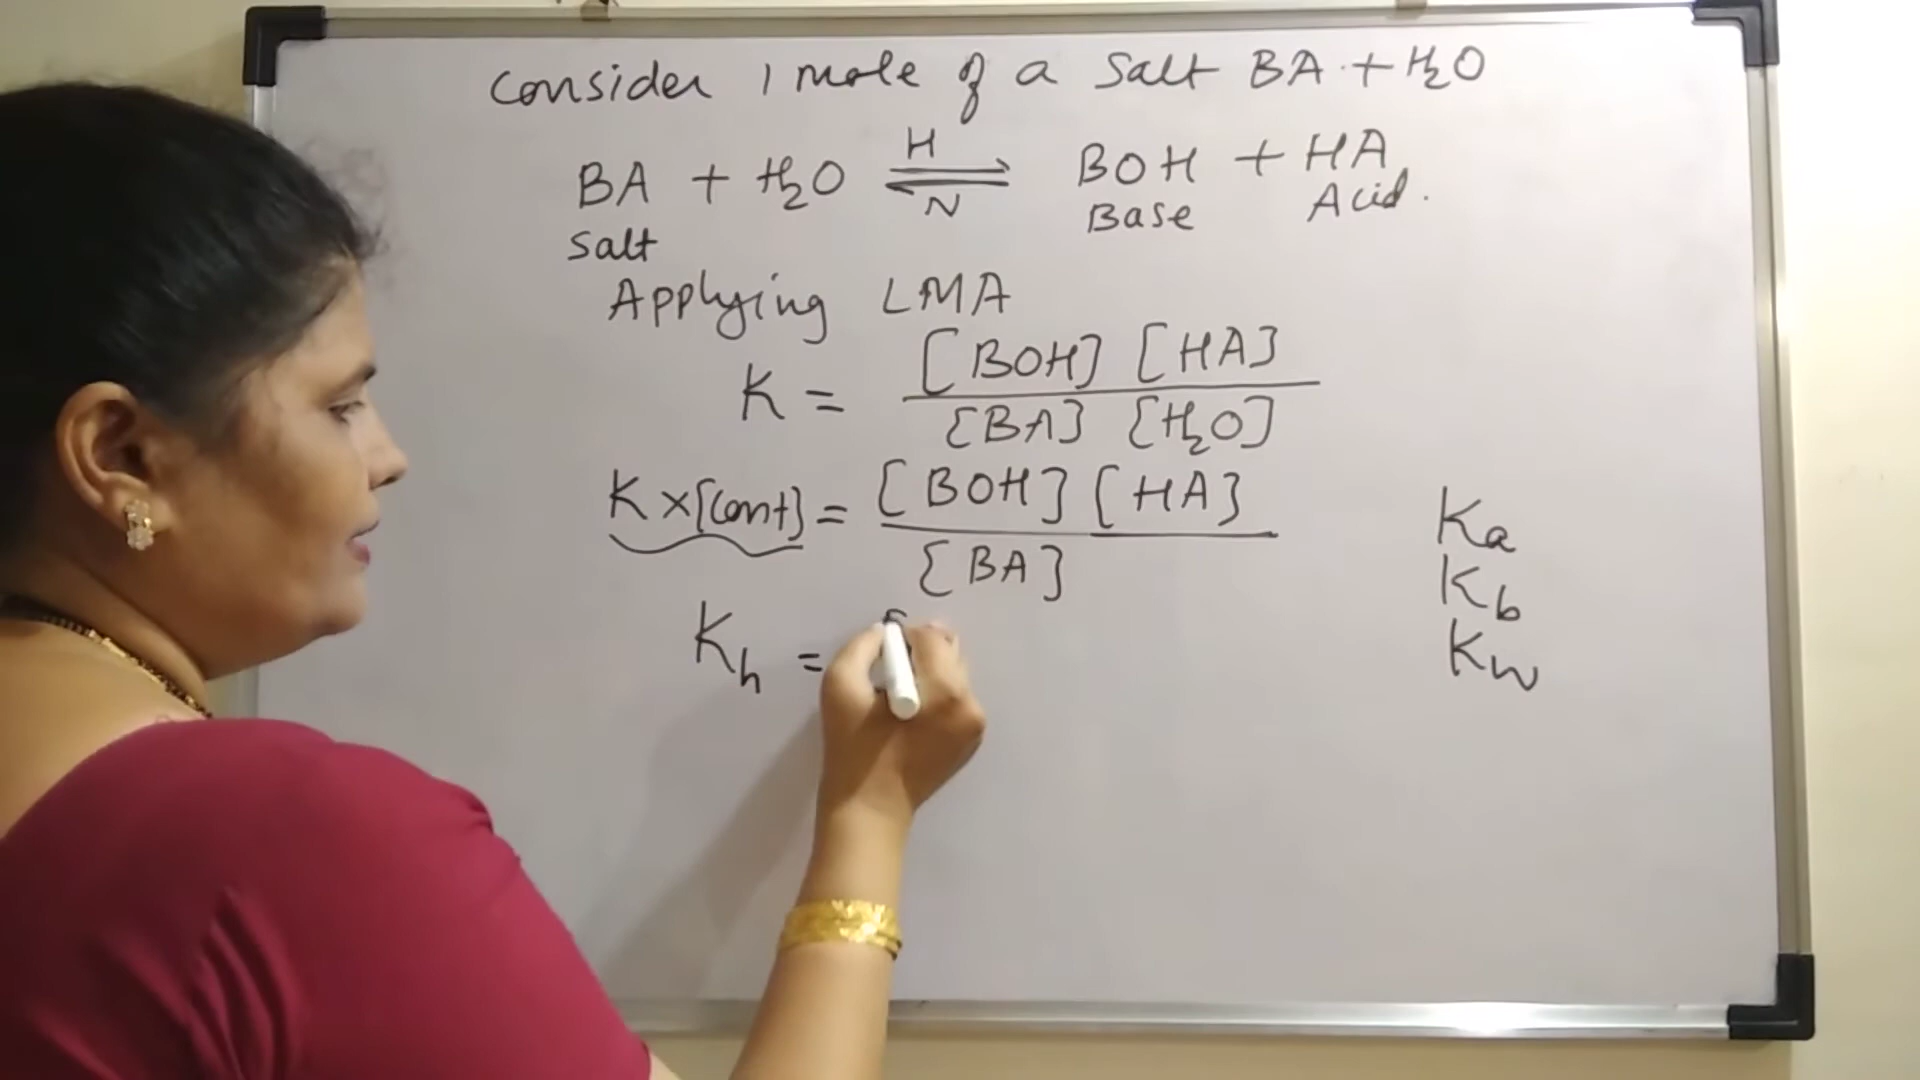 Consider 1 mole of a Salt BA + H₂O
BA + H₂O ⇌ BOH + HA
H
N
Salt Base Acid.
Applying LMA
K = [BOH] [HA] / [BA] [H₂O]
K × [Cont] = [BOH] [HA] / [BA]
Ka
Kb
Kw
Kh =